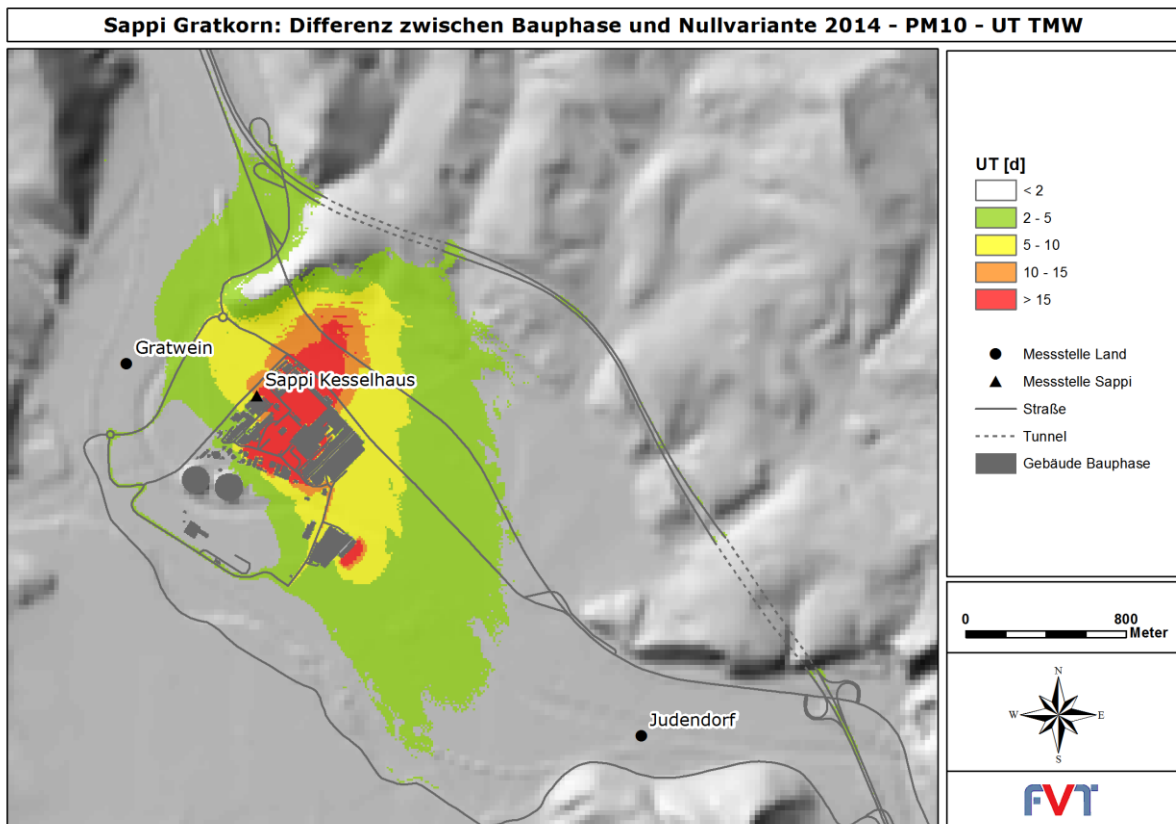 Sappi Gratkorn: Differenz zwischen Bauphase und Nullvariante 2014 - PM10 - UT TMW
UT [d]
< 2
2 - 5
5 - 10
10 - 15
> 15
Messstelle Land
Messstelle Sappi
Straße
Tunnel
Gebäude Bauphase
Gratwein
Sappi Kesselhaus
Judendorf
0 800
Meter
N
W E
S
FVT